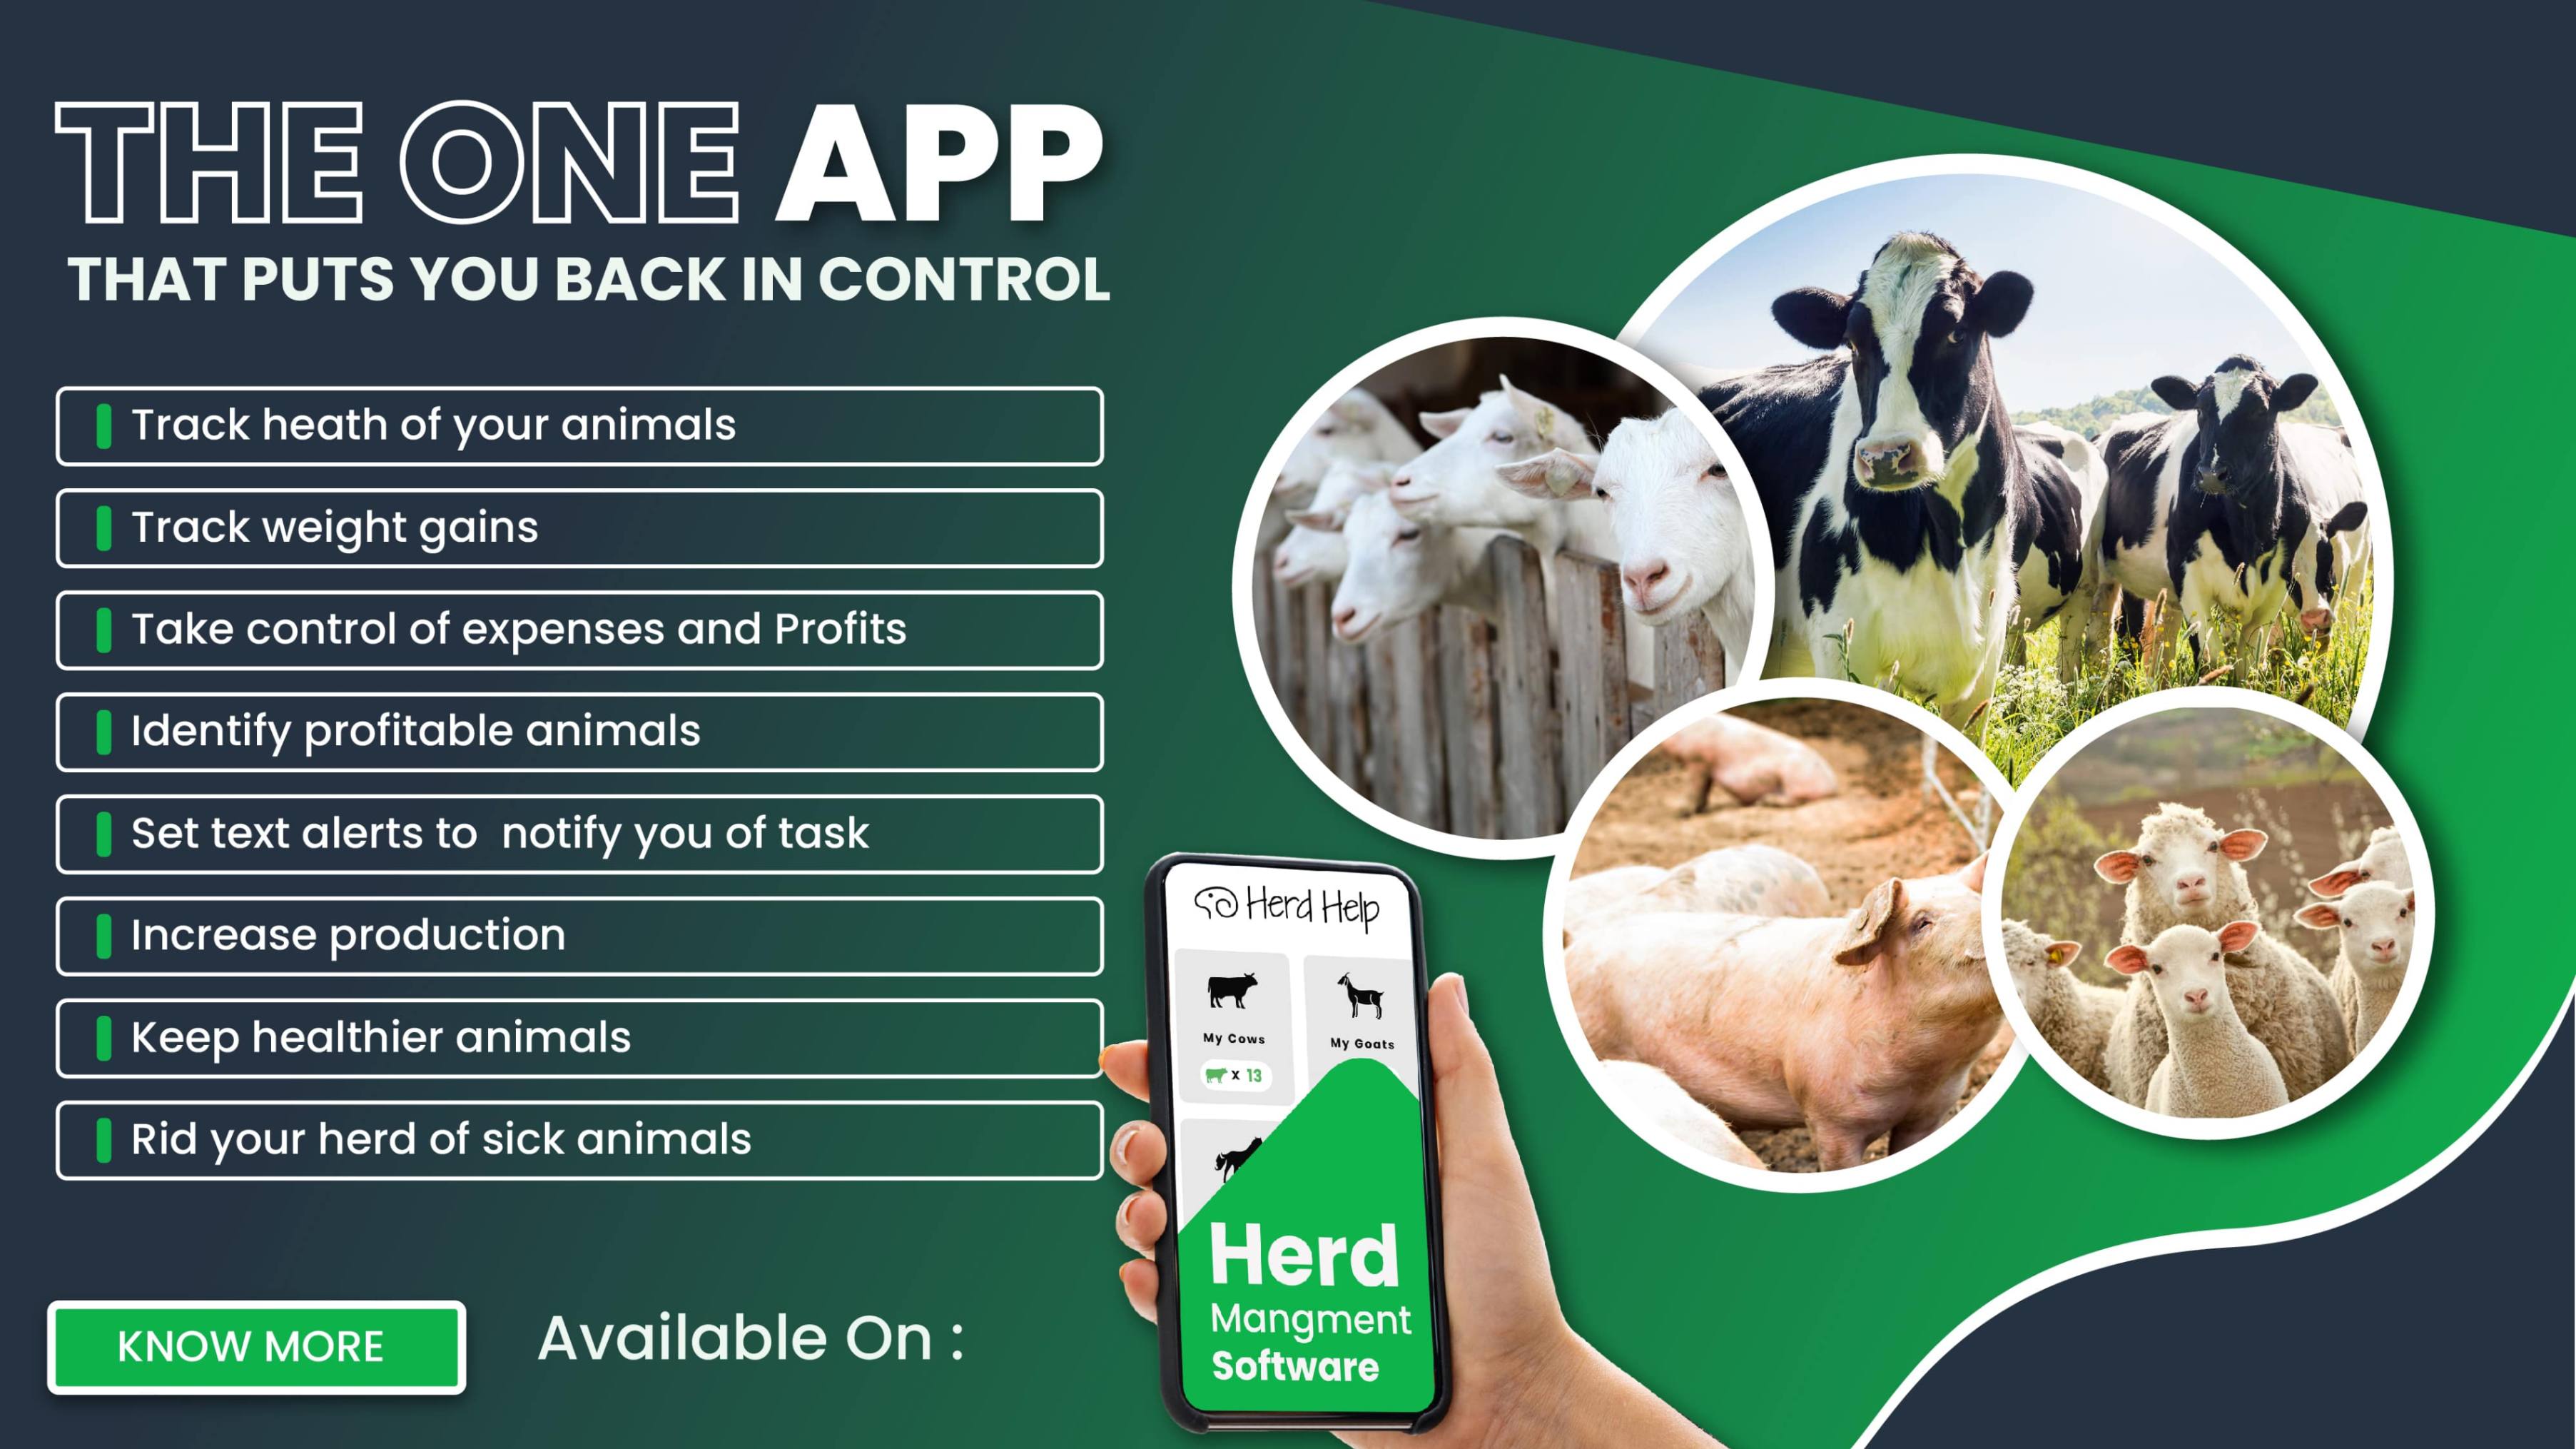 THE ONE APP
THAT PUTS YOU BACK IN CONTROL
Track heath of your animals
Track weight gains
Take control of expenses and Profits
Identify profitable animals
Set text alerts to  notify you of task
Increase production
Keep healthier animals
Rid your herd of sick animals
KNOW MORE
Available On :
Herd Help
My Cows
My Goats
x 13
Herd
Mangment
Software